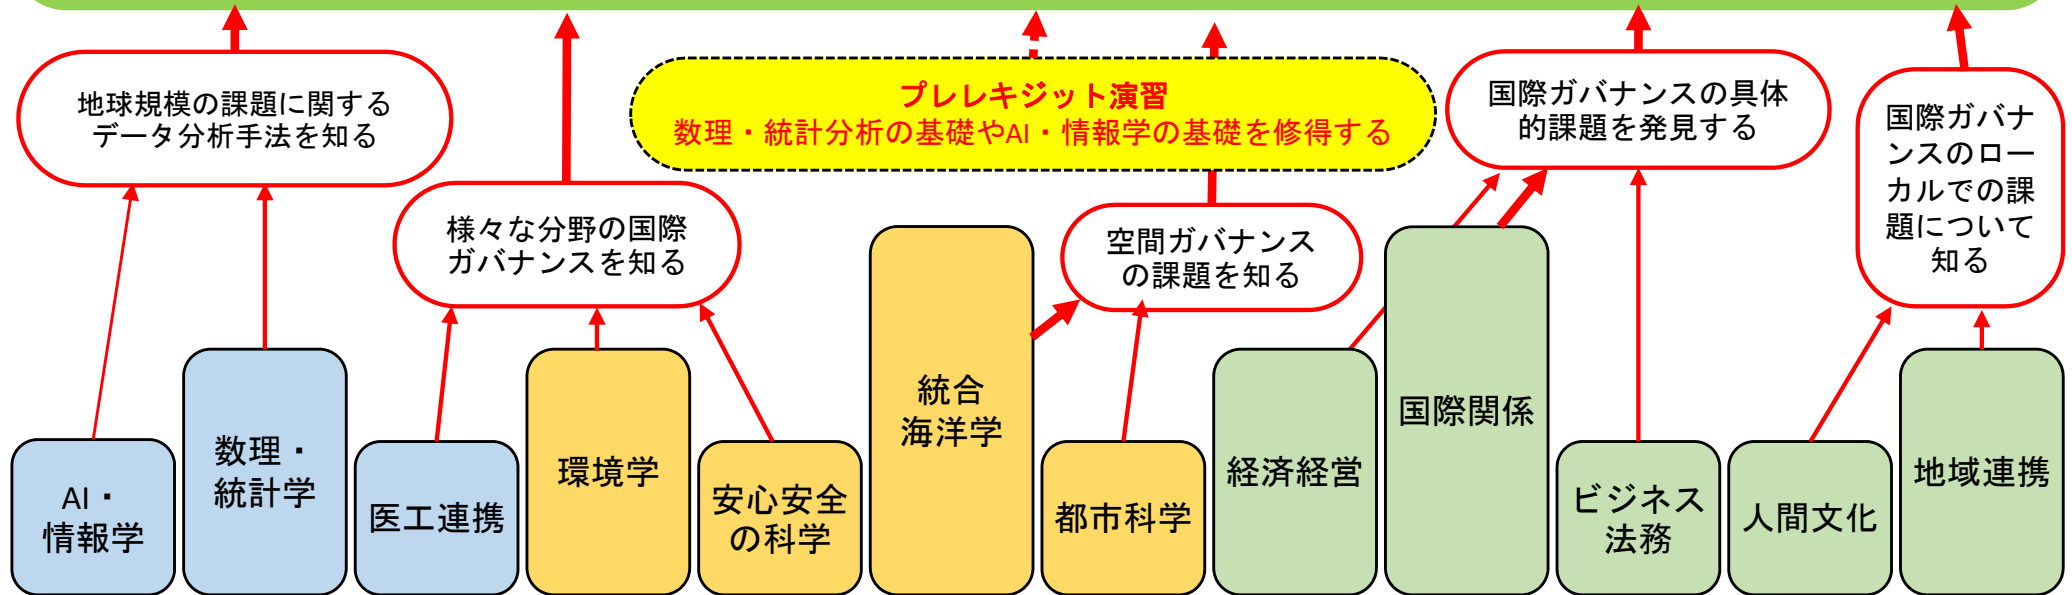 地球規模の課題に関する
データ分析手法を知る
プレレキジット演習
数理・統計分析の基礎やAI・情報学の基礎を修得する
国際ガバナンスの具体
的課題を発見する
国際ガバナ
ンスのロー
カルでの課
題について
知る
様々な分野の国際
ガバナンスを知る
空間ガバナンス
の課題を知る
AI・
情報学
数理・
統計学
医工連携
環境学
安心安全
の科学
統合
海洋学
都市科学
経済経営
国際関係
ビジネス
法務
人間文化
地域連携